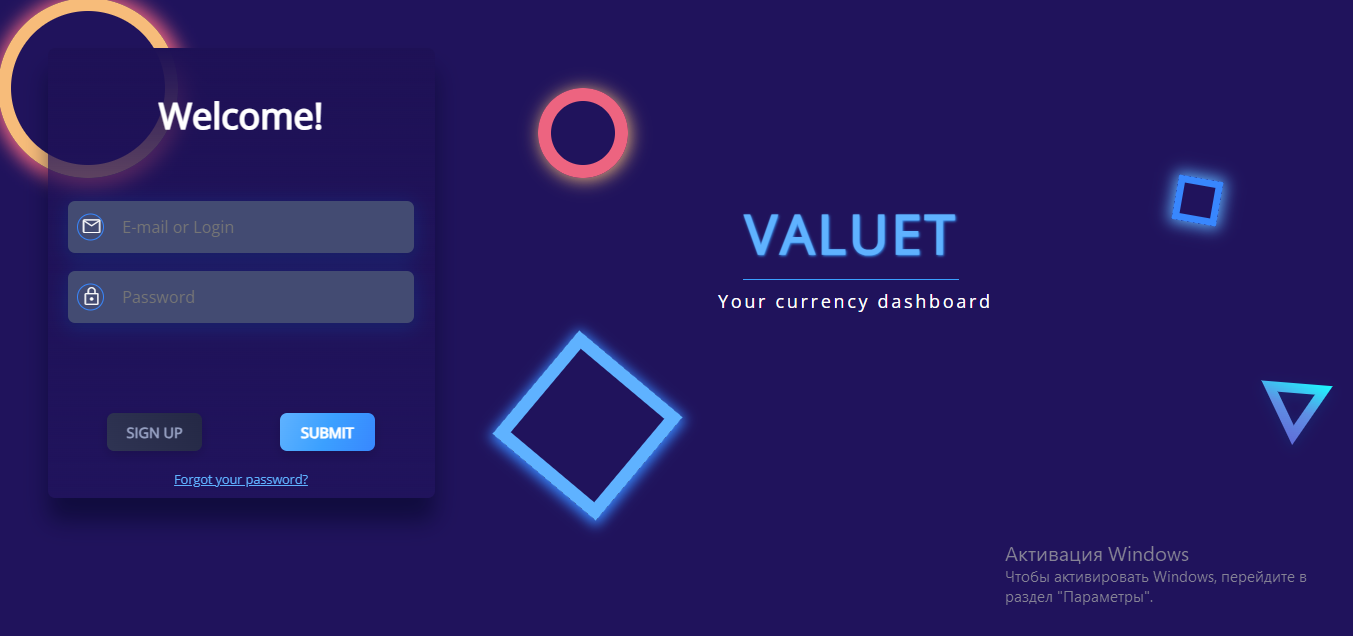 Welcome!
E-mail or Login
Password
SIGN UP
SUBMIT
Forgot your password?
VALUET
Your currency dashboard
Активация Windows
Чтобы активировать Windows, перейдите в
раздел "Параметры".